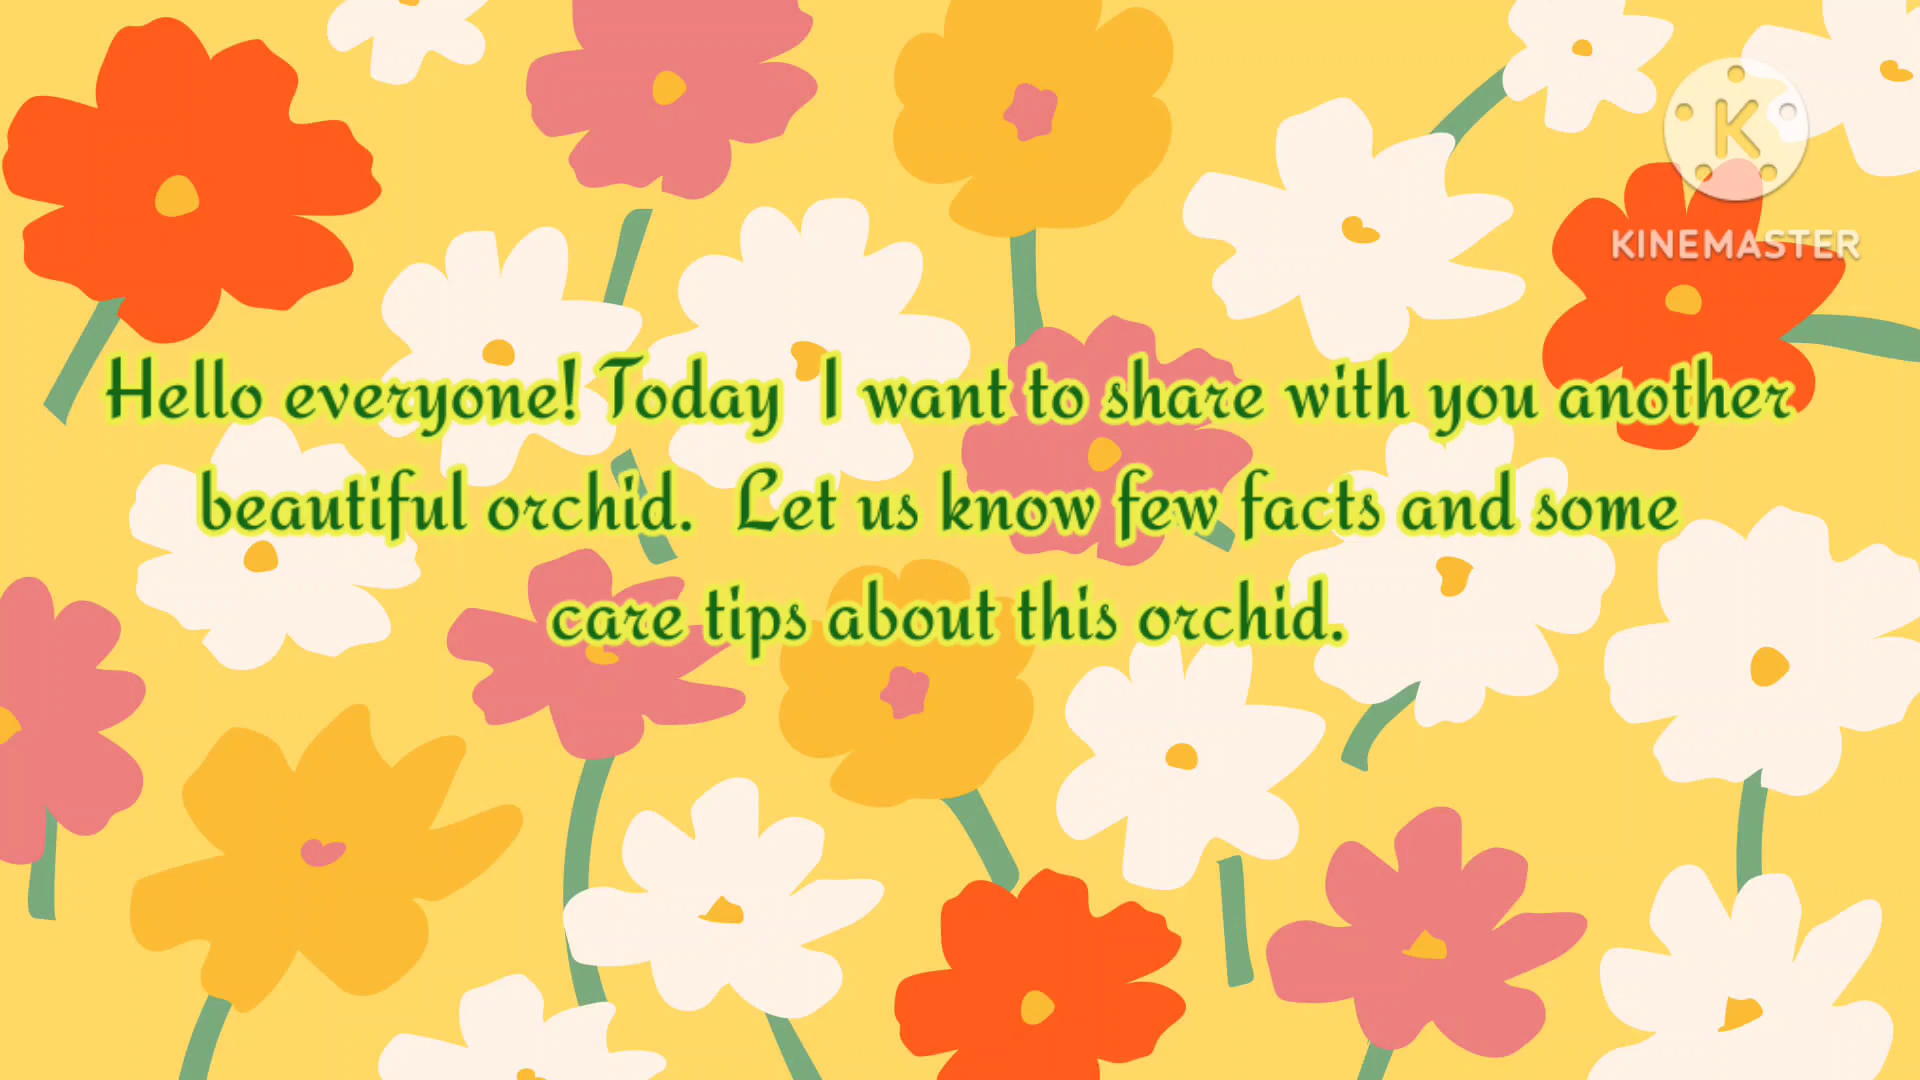 K
KINEMASTER
Hello everyone! Today I want to share with you another
beautiful orchid. Let us know few facts and some
care tips about this orchid.